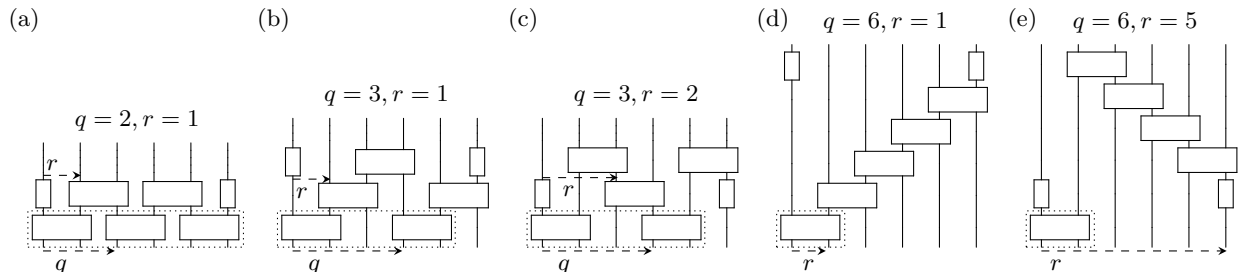 (a)
q = 2, r = 1
r
q
(b)
q = 3, r = 1
r
q
(c)
q = 3, r = 2
r
q
(d)
q = 6, r = 1
r
(e)
q = 6, r = 5
r